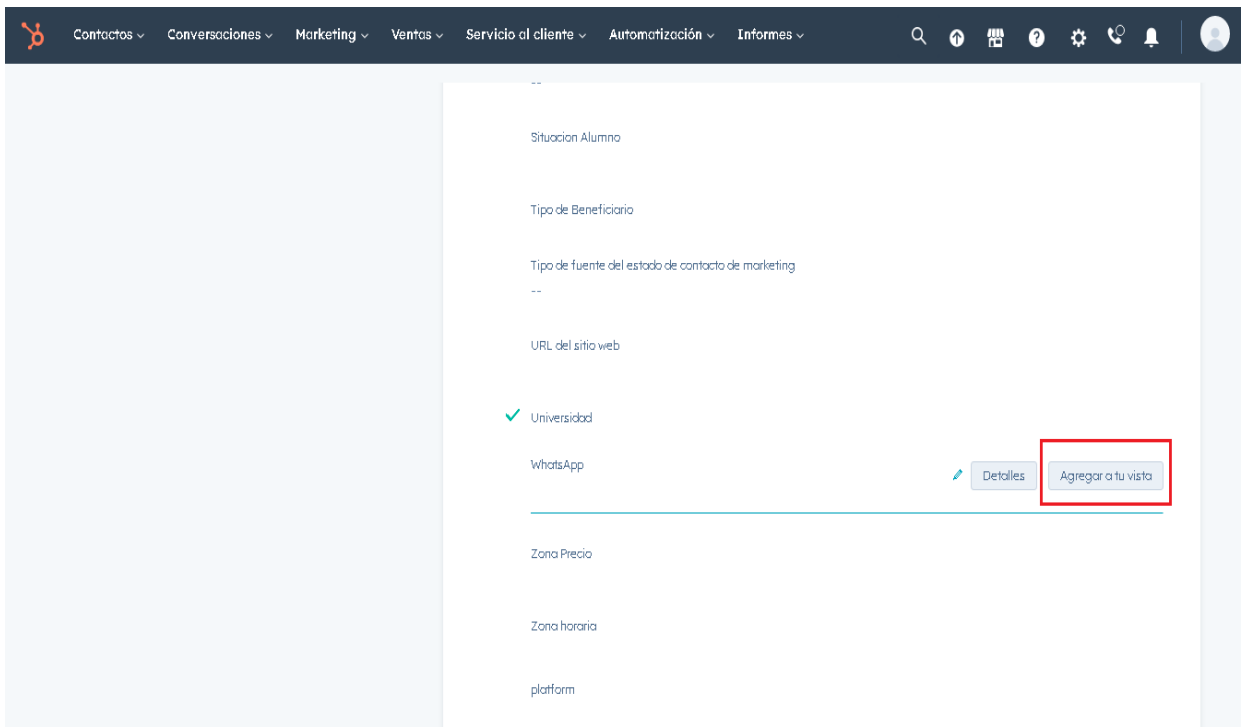 Contactos Conversaciones Marketing Ventas Servicio al cliente Automatización Informes
--
Situacion Alumno
Tipo de Beneficiario
Tipo de fuente del estado de contacto de marketing
--
URL del sitio web
Universidad
WhatsApp Detalles Agregar a tu vista
Zona Precio
Zona horaria
platform